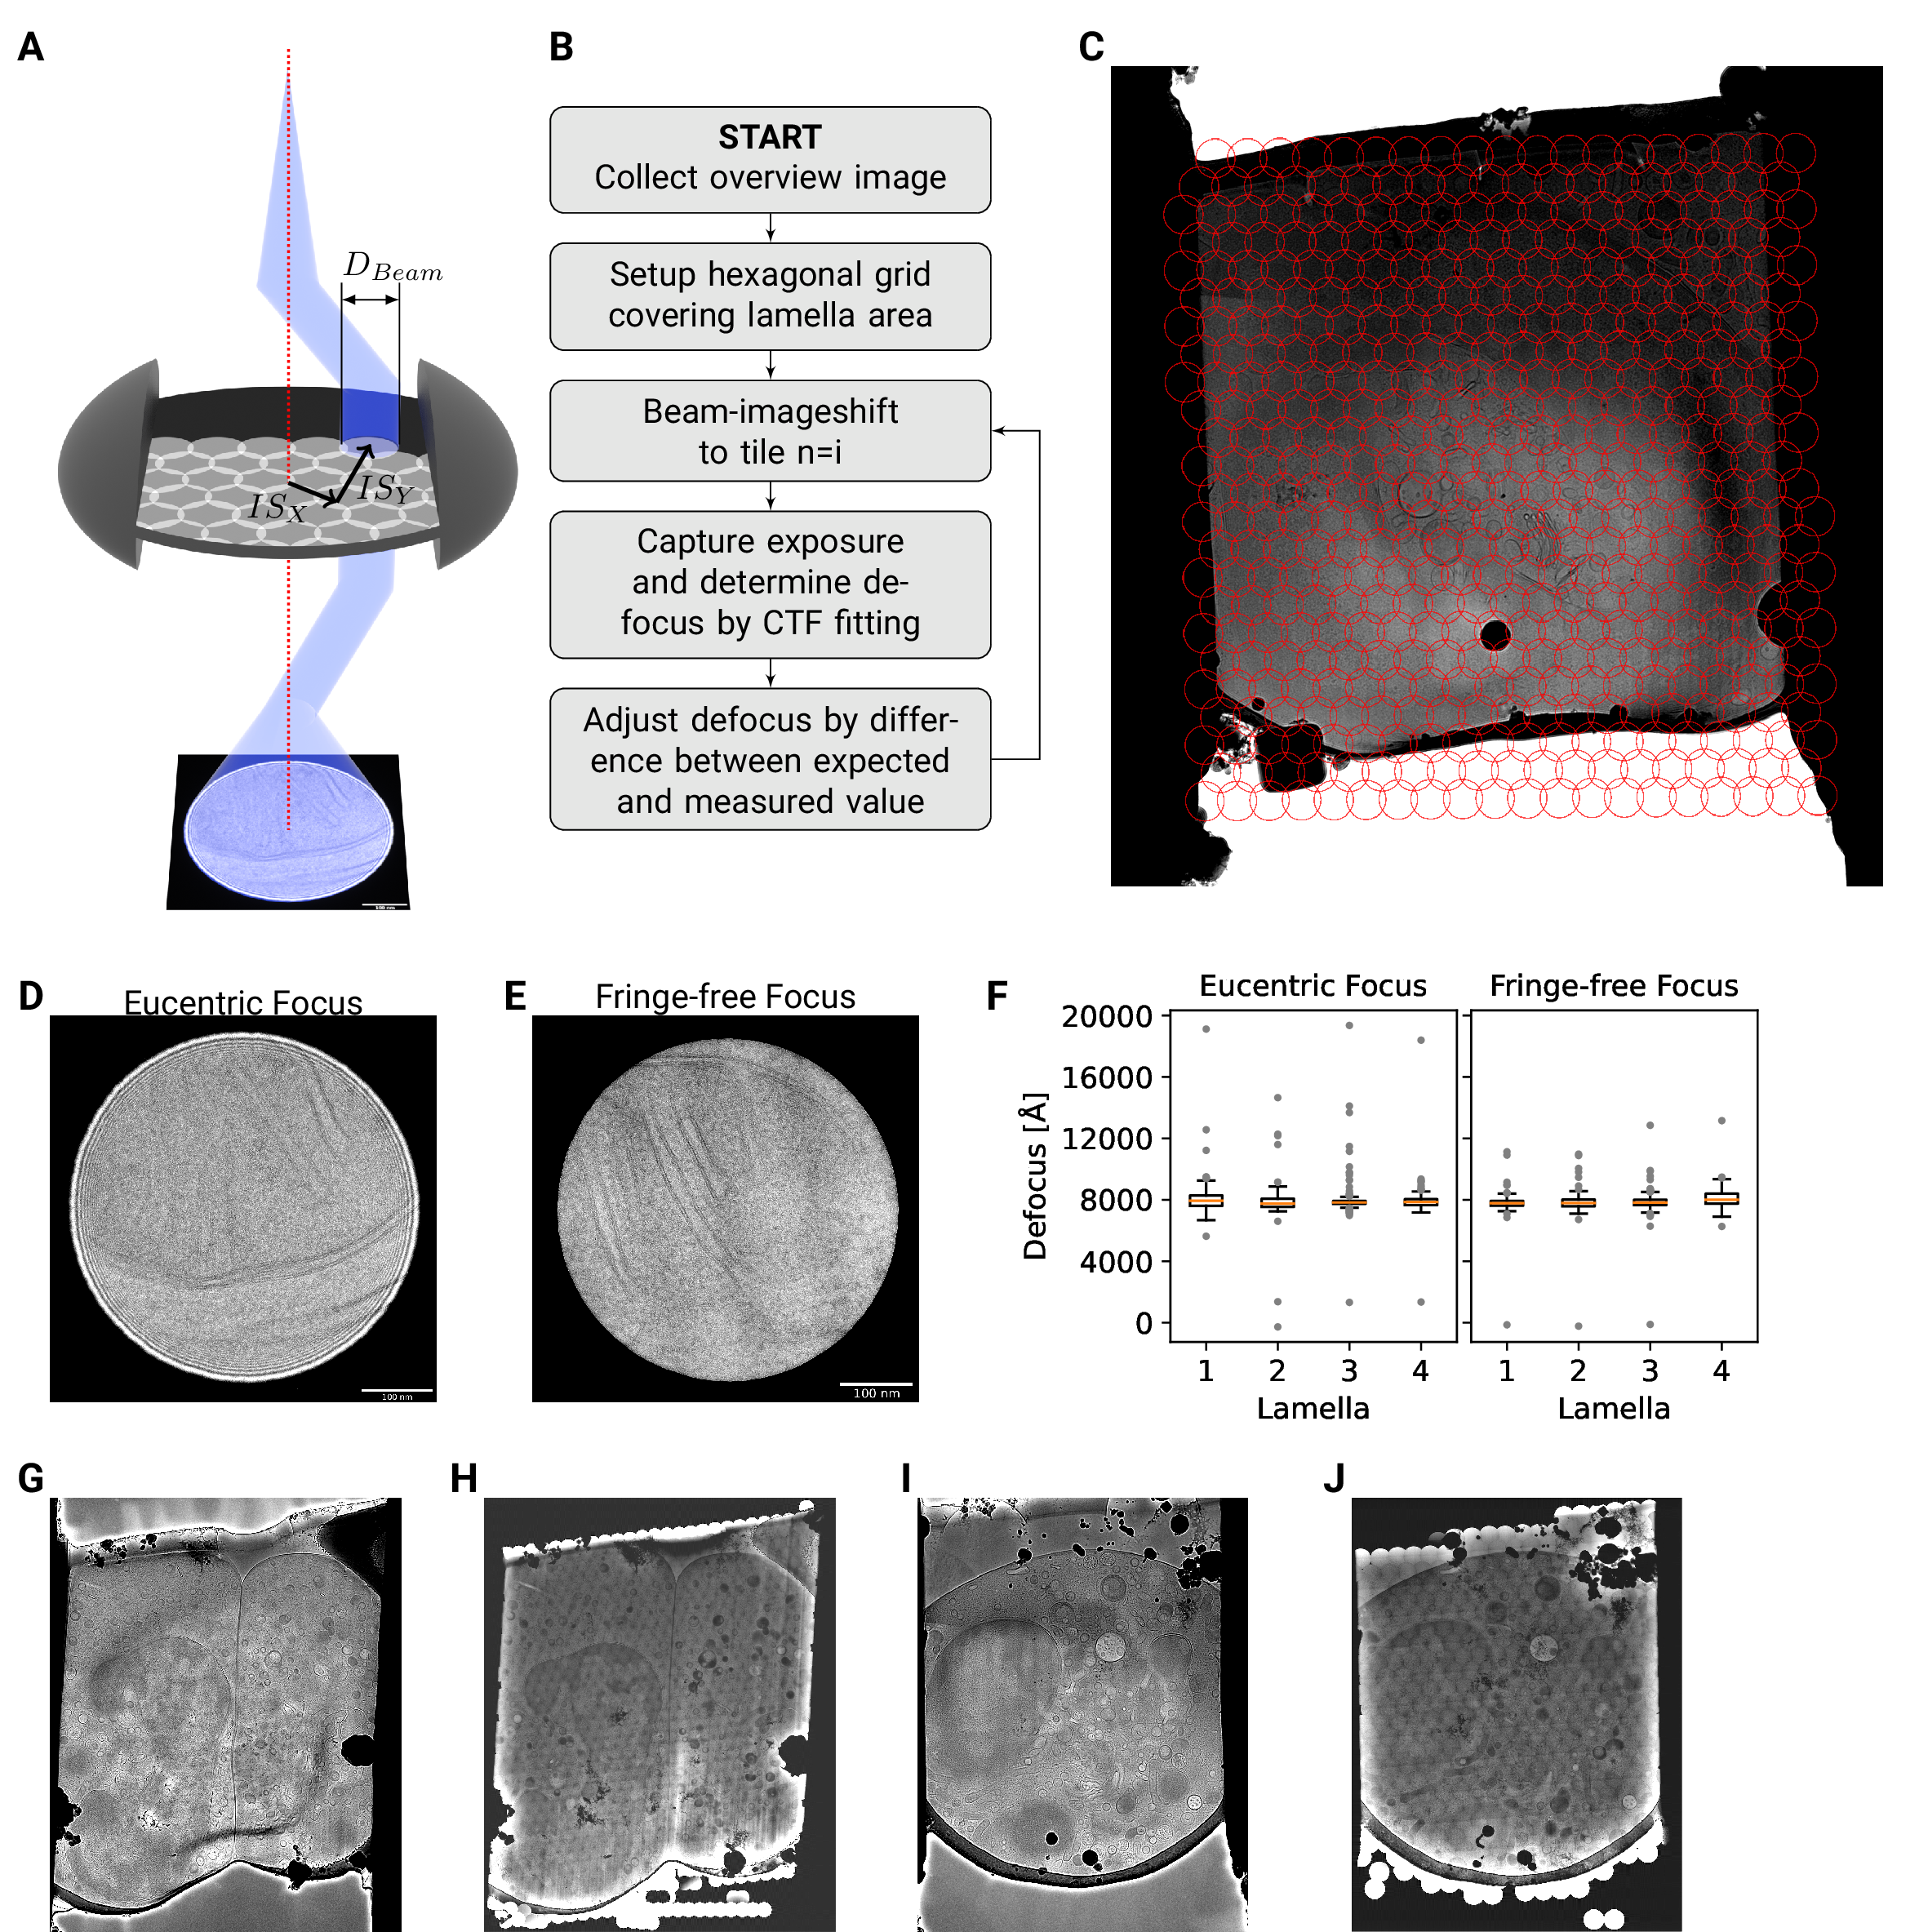 A
B
C
D_Beam
IS_X
IS_Y
100 nm
START
Collect overview image
Setup hexagonal grid
covering lamella area
Beam-imageshift
to tile n=i
Capture exposure
and determine de-
focus by CTF fitting
Adjust defocus by differ-
ence between expected
and measured value
D
Eucentric Focus
100 nm
E
Fringe-free Focus
100 nm
F
Eucentric Focus
Fringe-free Focus
Defocus [Å]
20000
16000
12000
8000
4000
0
1 2 3 4
1 2 3 4
Lamella
Lamella
G
H
I
J